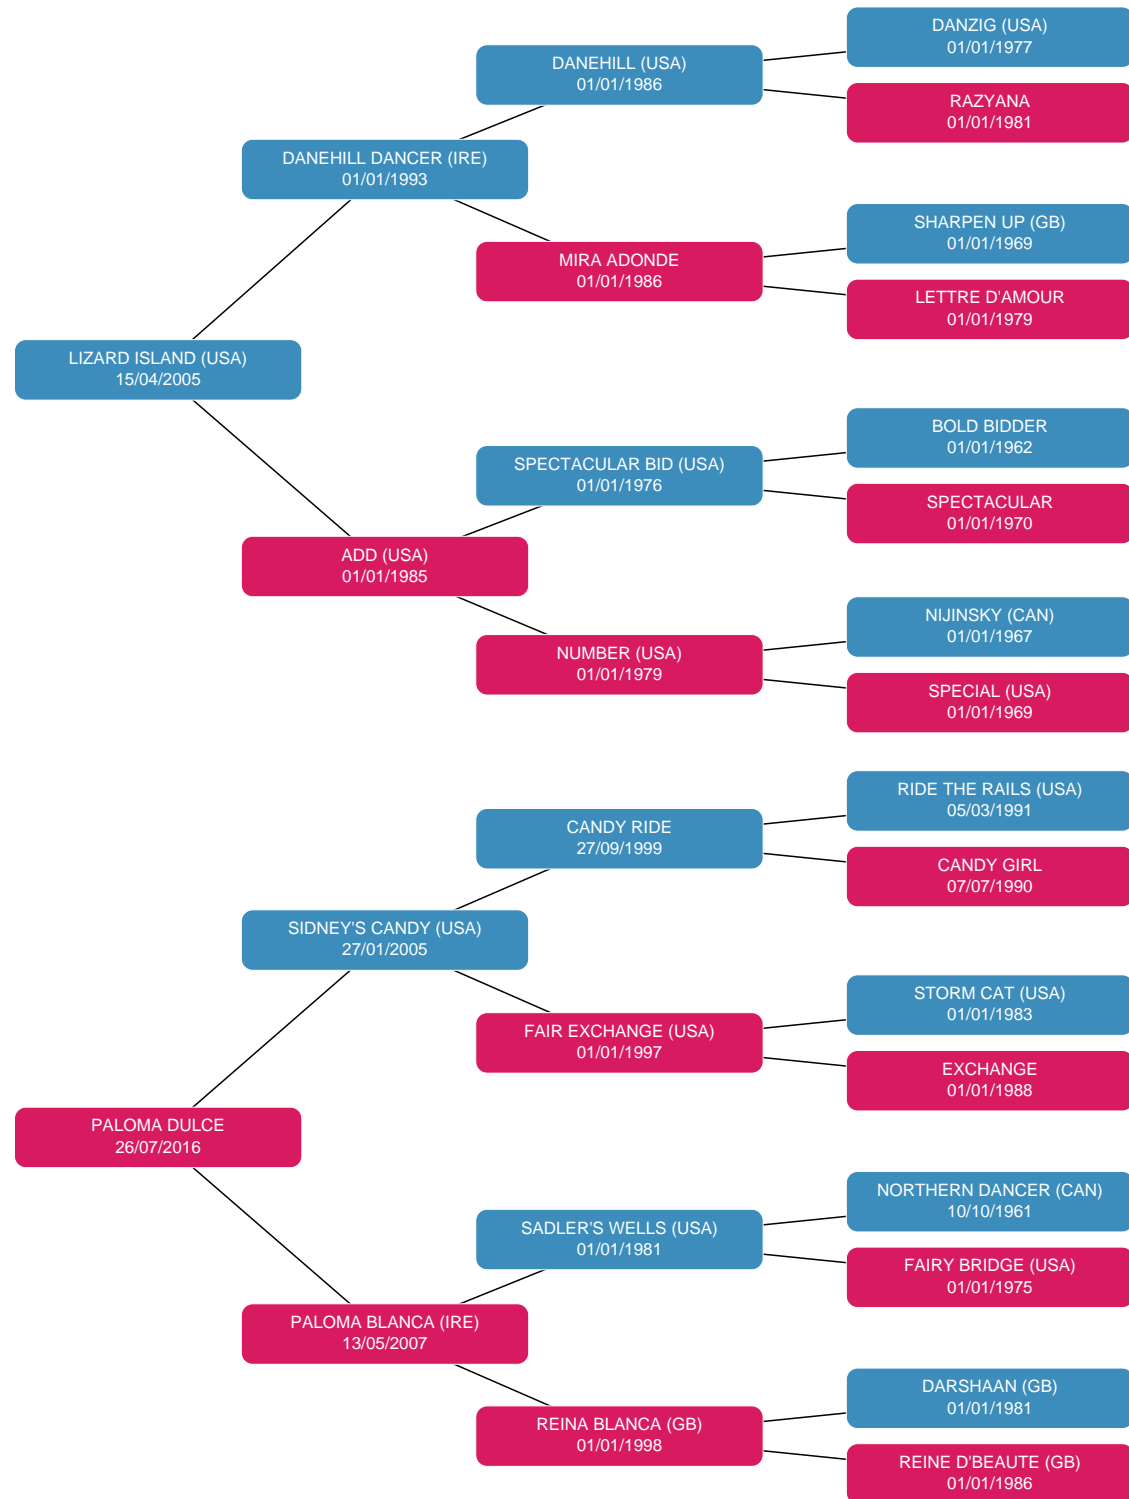 DANZIG (USA)
01/01/1977
DANEHILL (USA)
01/01/1986
RAZYANA
01/01/1981
DANEHILL DANCER (IRE)
01/01/1993
SHARPEN UP (GB)
01/01/1969
MIRA ADONDE
01/01/1986
LETTRE D'AMOUR
01/01/1979
LIZARD ISLAND (USA)
15/04/2005
BOLD BIDDER
01/01/1962
SPECTACULAR BID (USA)
01/01/1976
SPECTACULAR
01/01/1970
ADD (USA)
01/01/1985
NIJINSKY (CAN)
01/01/1967
NUMBER (USA)
01/01/1979
SPECIAL (USA)
01/01/1969
RIDE THE RAILS (USA)
05/03/1991
CANDY RIDE
27/09/1999
CANDY GIRL
07/07/1990
SIDNEY'S CANDY (USA)
27/01/2005
STORM CAT (USA)
01/01/1983
FAIR EXCHANGE (USA)
01/01/1997
EXCHANGE
01/01/1988
PALOMA DULCE
26/07/2016
NORTHERN DANCER (CAN)
10/10/1961
SADLER'S WELLS (USA)
01/01/1981
FAIRY BRIDGE (USA)
01/01/1975
PALOMA BLANCA (IRE)
13/05/2007
DARSHAAN (GB)
01/01/1981
REINA BLANCA (GB)
01/01/1998
REINE D'BEAUTE (GB)
01/01/1986